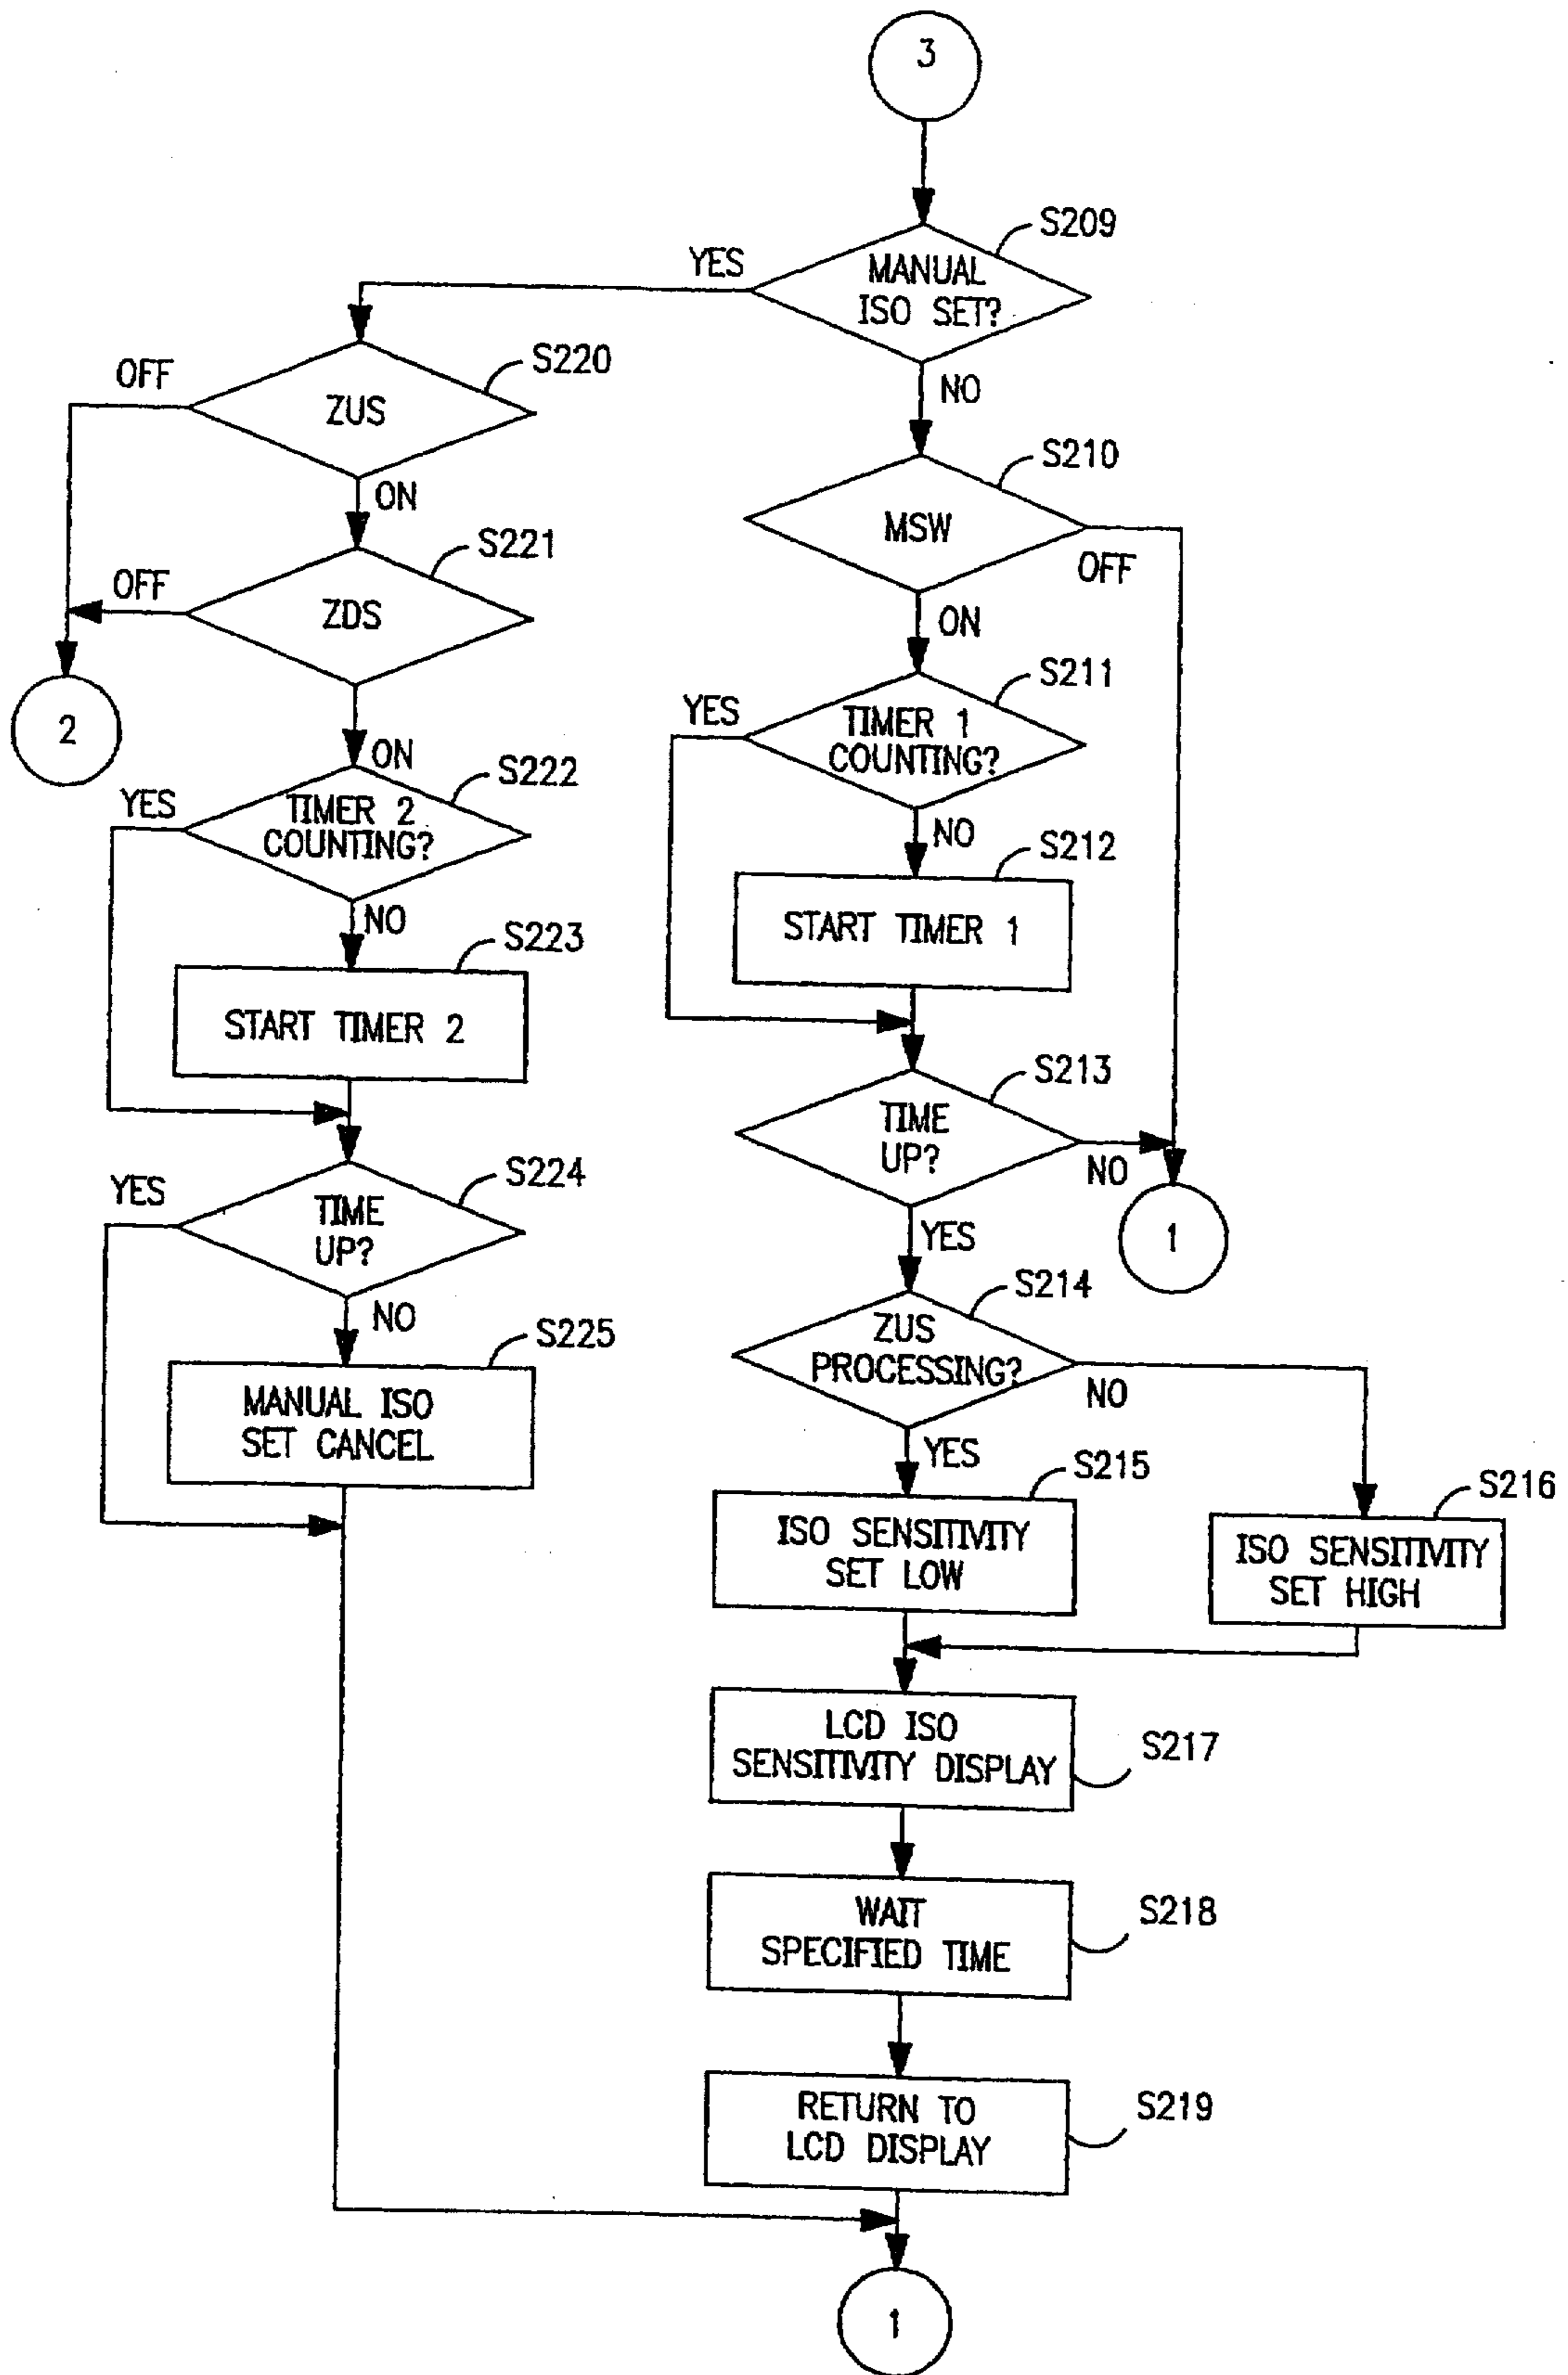 3
S209
YES
MANUAL
ISO SET?
NO
S220
OFF
ZUS
ON
S210
MSW
OFF
ON
S221
OFF
ZDS
ON
2
S211
YES
TIMER 1
COUNTING?
NO
S222
YES
TIMER 2
COUNTING?
NO
S212
START TIMER 1
S223
START TIMER 2
S213
TIME
UP?
NO
YES
1
S224
YES
TIME
UP?
NO
S214
ZUS
PROCESSING?
NO
YES
S225
MANUAL ISO
SET CANCEL
S215
ISO SENSITIVITY
SET LOW
S216
ISO SENSITIVITY
SET HIGH
LCD ISO
SENSITIVITY DISPLAY
S217
WAIT
SPECIFIED TIME
S218
RETURN TO
LCD DISPLAY
S219
1